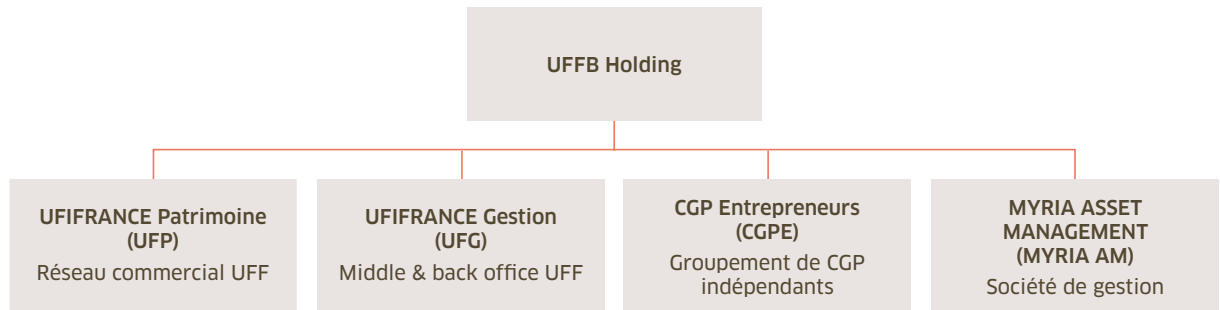 UFFB Holding
UFIFRANCE Patrimoine
(UFP)
Réseau commercial UFF
UFIFRANCE Gestion
(UFG)
Middle & back office UFF
CGP Entrepreneurs
(CGPE)
Groupement de CGP
indépendants
MYRIA ASSET
MANAGEMENT
(MYRIA AM)
Société de gestion